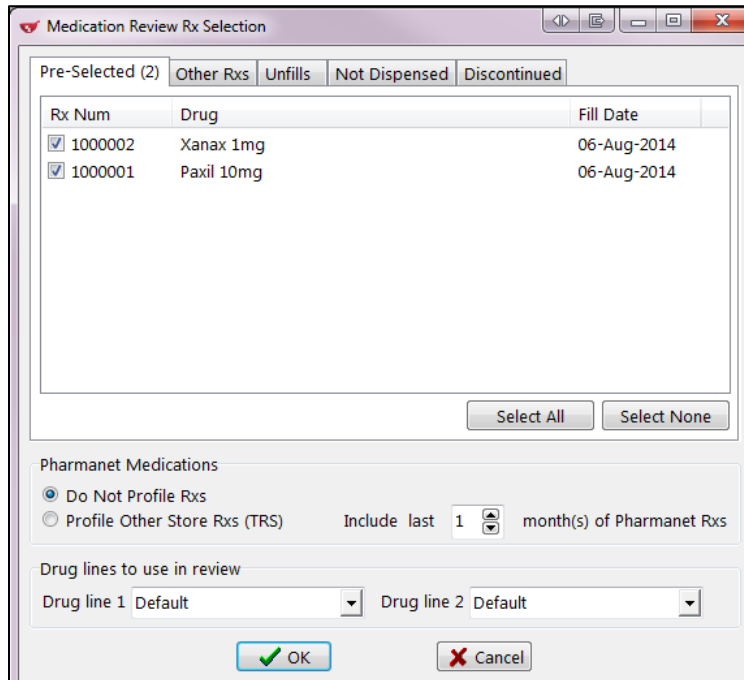 Medication Review Rx Selection
Pre-Selected (2) Other Rxs Unfills Not Dispensed Discontinued
Rx Num Drug Fill Date
1000002 Xanax 1mg 06-Aug-2014
1000001 Paxil 10mg 06-Aug-2014
Select All Select None
Pharmanet Medications
Do Not Profile Rxs
Profile Other Store Rxs (TRS) Include last 1 month(s) of Pharmanet Rxs
Drug lines to use in review
Drug line 1 Default Drug line 2 Default
OK Cancel